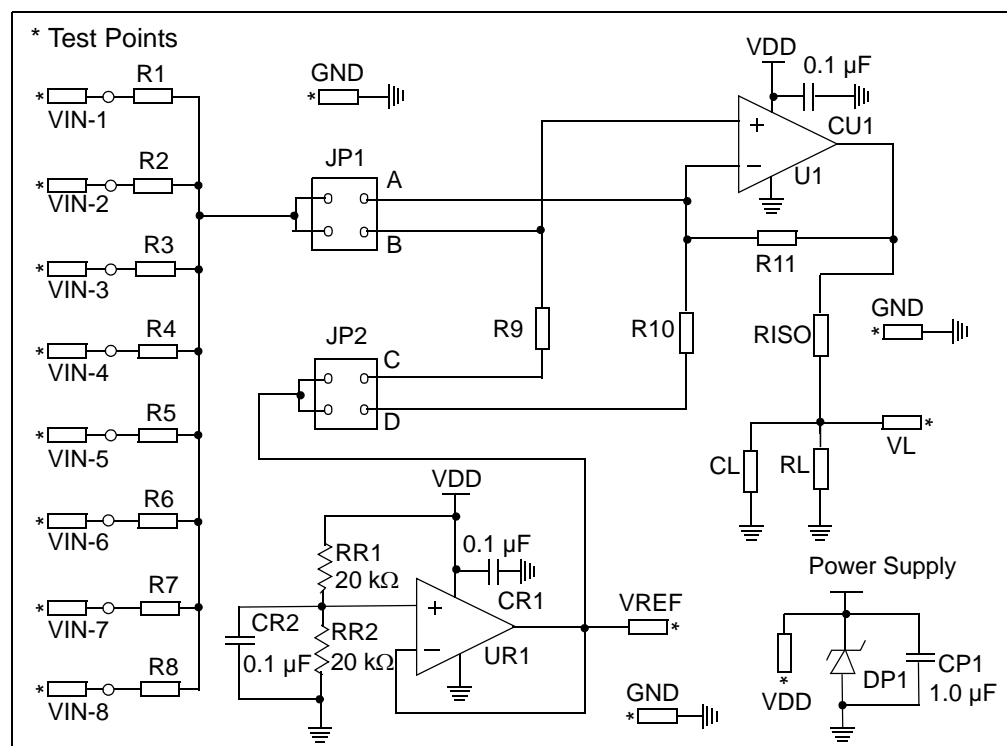 * Test Points
R1
*
VIN-1
R2
*
VIN-2
R3
*
VIN-3
R4
*
VIN-4
R5
*
VIN-5
R6
*
VIN-6
R7
*
VIN-7
R8
*
VIN-8
GND
*
JP1
A
B
VDD
0.1 µF
CU1
+
−
U1
R11
R9
R10
JP2
C
D
RISO
GND
*
VL
*
CL
RL
VDD
0.1 µF
CR1
RR1
20 kΩ
CR2
0.1 µF
RR2
20 kΩ
+
−
UR1
VREF
*
GND
*
Power Supply
*
VDD
DP1
CP1
1.0 µF